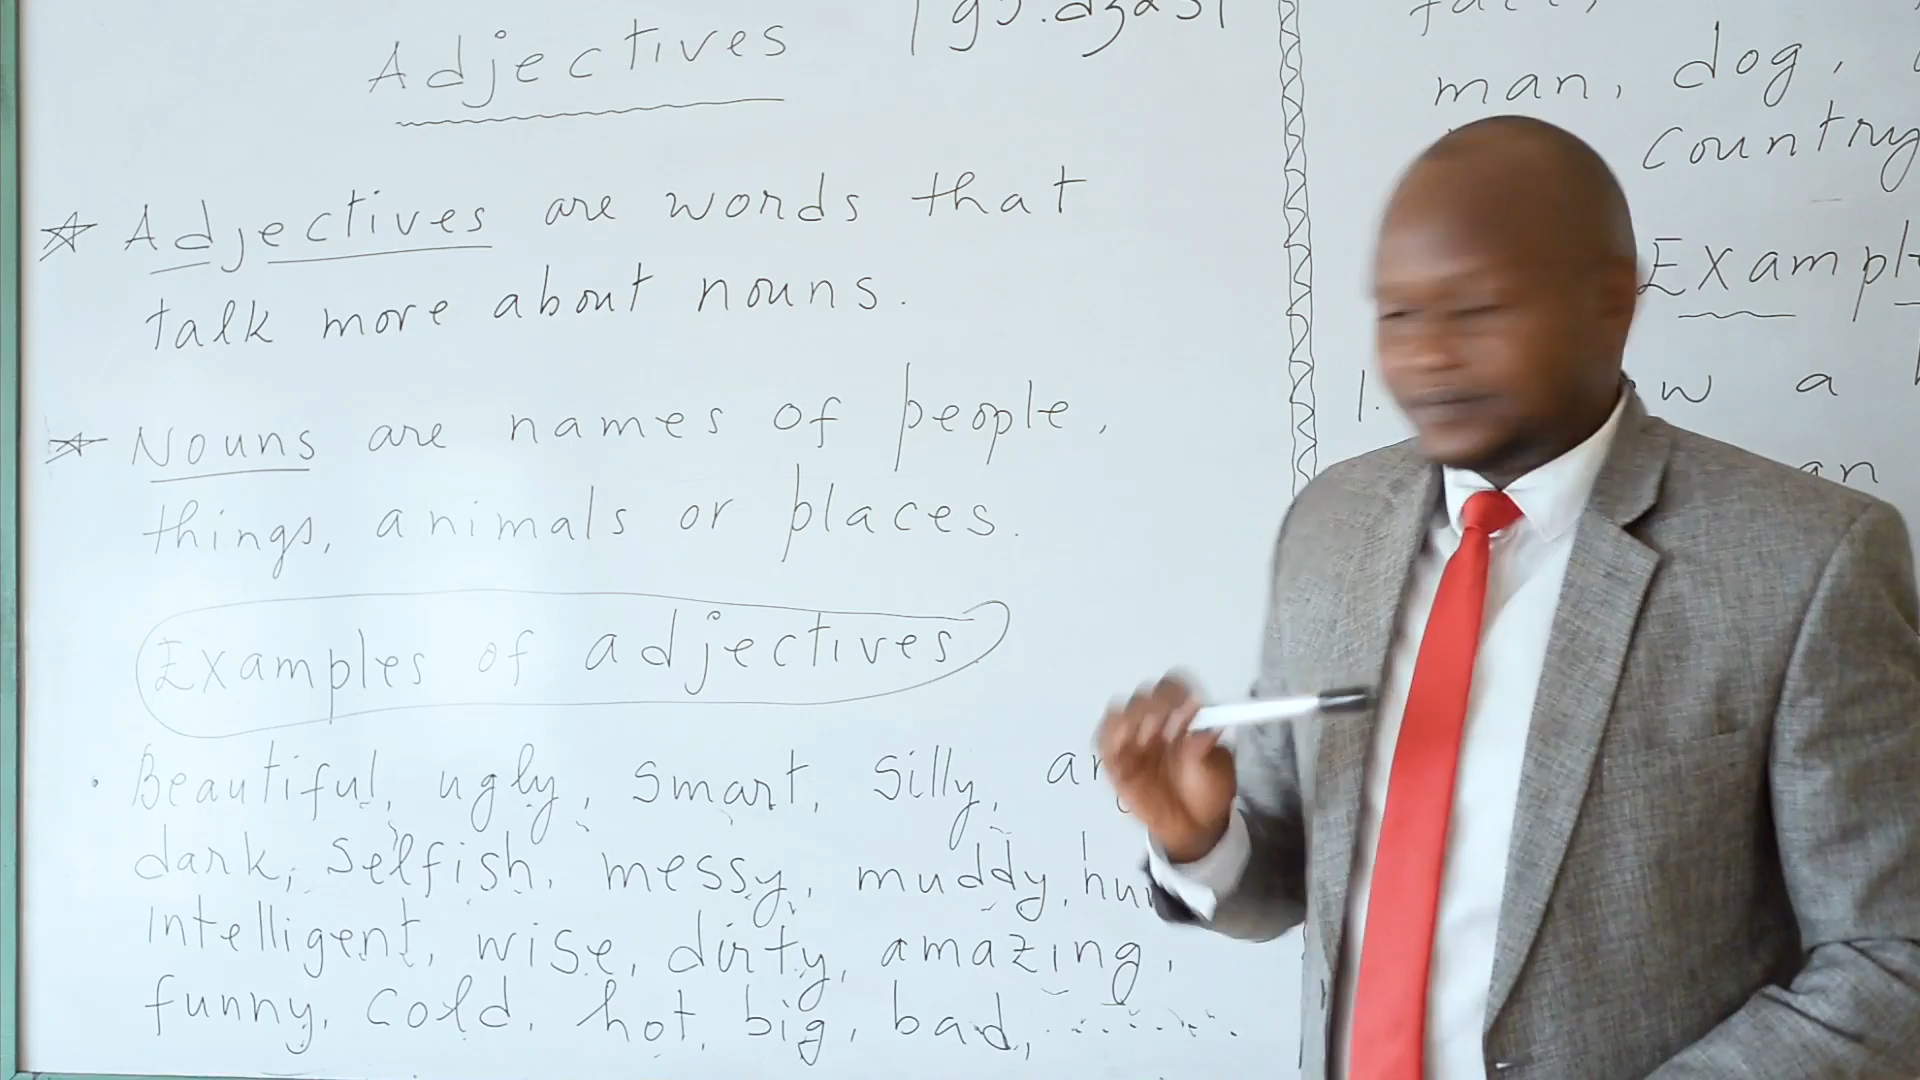 Adjectives
☆ Adjectives are words that
talk more about nouns.
☆ Nouns are names of people,
things, animals or places.
Examples of adjectives
· Beautiful, ugly, smart, silly,
dark, selfish, messy, muddy,
intelligent, wise, dirty, amazing,
funny, cold, hot, big, bad, ..........
man, dog,
country
1.
a